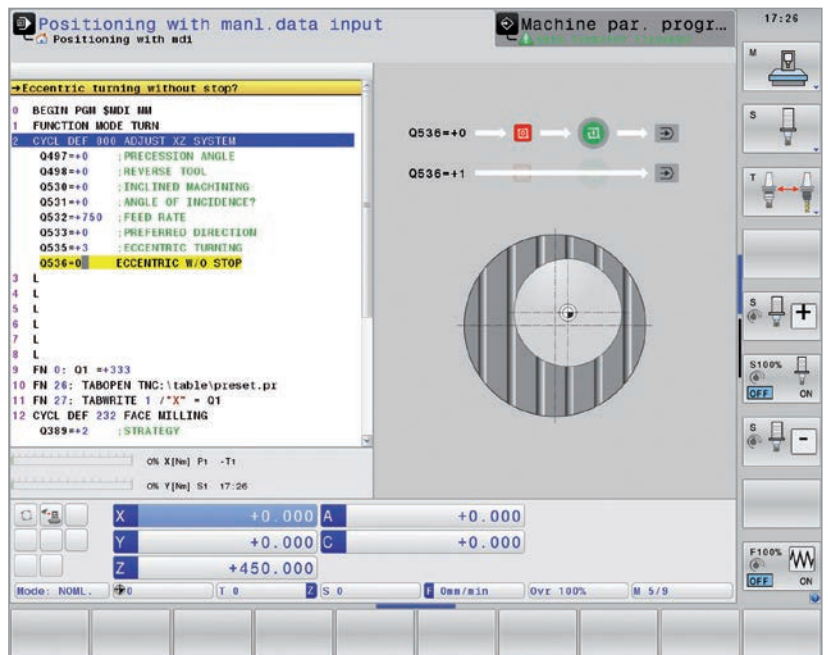 Positioning with manl.data input
Machine par. progr...
17:26
Positioning with mdi
→Eccentric turning without stop?
0 BEGIN PGM $MDI MM
1 FUNCTION MODE TURN
2 CYCL DEF 800 ADJUST XZ SYSTEM
Q497=+0 ;PRECESSION ANGLE
Q498=+0 ;REVERSE TOOL
Q530=+0 ;INCLINED MACHINING
Q531=+0 ;ANGLE OF INCIDENCE?
Q532=+750 ;FEED RATE
Q533=+0 ;PREFERRED DIRECTION
Q535=+3 ;ECCENTRIC TURNING
Q536=0 ECCENTRIC W/O STOP
3 L
4 L
5 L
6 L
7 L
8 L
9 FN 0: Q1 =+333
10 FN 26: TABOPEN TNC:\table\preset.pr
11 FN 27: TABWRITE 1 /"X" = Q1
12 CYCL DEF 232 FACE MILLING
Q389=+2 ;STRATEGY
Q536=+0
Q536=+1
0% X[Nm] P1 -T1
0% Y[Nm] S1 17:26
X +0.000 A +0.000
Y +0.000 C +0.000
Z +450.000
Mode: NOML. 0 T 0 Z S 0 F 0mm/min Ovr 100% M 5/9
M
S
T
S +
S100%
OFF ON
S -
F100%
OFF ON